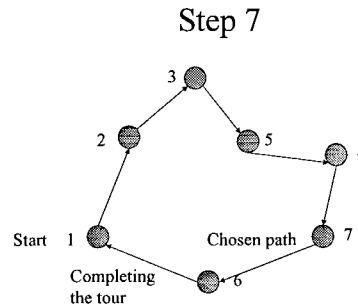 Step 7
3
2
5
Start 1
Chosen path 7
Completing
the tour
6